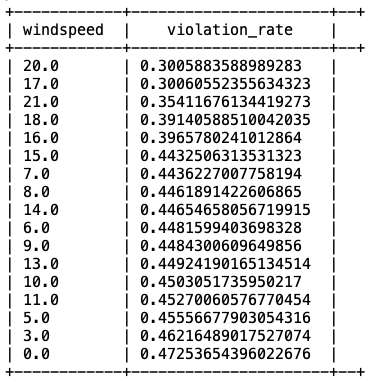 +-------------+----------------------+--+
| windspeed | violation_rate |
+-------------+----------------------+--+
| 20.0 | 0.3005883588989283 |
| 17.0 | 0.30060552355634323 |
| 21.0 | 0.35411676134419273 |
| 18.0 | 0.39140588510042035 |
| 16.0 | 0.3965780241012864 |
| 15.0 | 0.4432506313531323 |
| 7.0 | 0.4436227007758194 |
| 8.0 | 0.4461891422606865 |
| 14.0 | 0.44654658056719915 |
| 6.0 | 0.4481599403698328 |
| 9.0 | 0.4484300609649856 |
| 13.0 | 0.44924190165134514 |
| 10.0 | 0.4503051735950217 |
| 11.0 | 0.45270060576770454 |
| 5.0 | 0.45556677903054316 |
| 3.0 | 0.46216489017527074 |
| 0.0 | 0.47253654396022676 |
+-------------+----------------------+--+